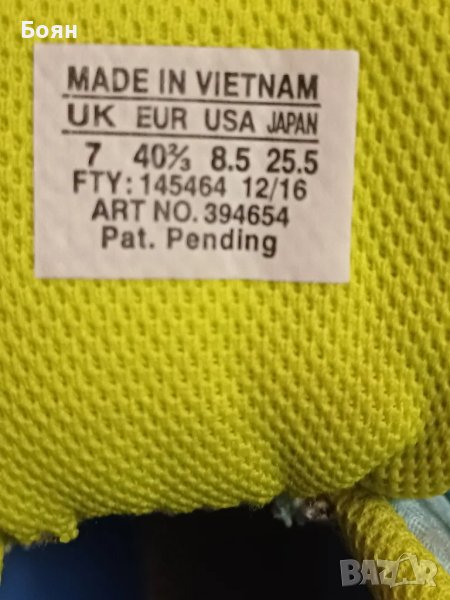 Боян
MADE IN VIETNAM
UK EUR USA JAPAN
7 40⅔ 8.5 25.5
FTY: 145464 12/16
ART NO. 394654
Pat. Pending
BAZAR